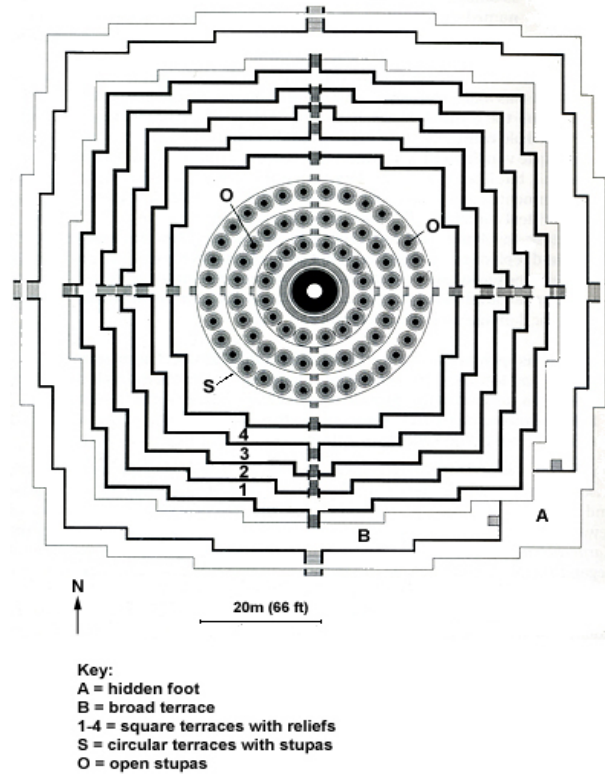 O
O
S
4
3
2
1
A
B
N
20m (66 ft)
Key:
A = hidden foot
B = broad terrace
1-4 = square terraces with reliefs
S = circular terraces with stupas
O = open stupas